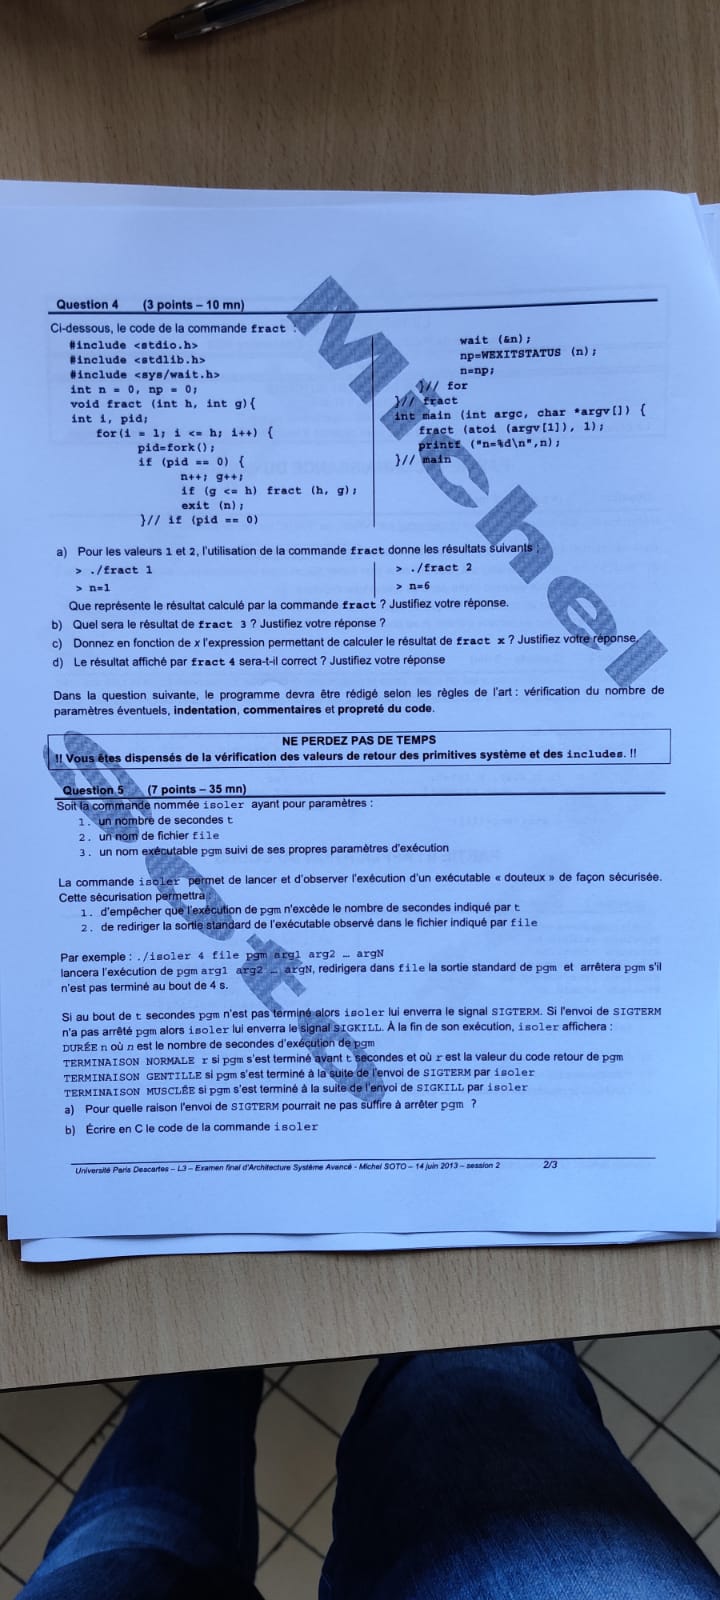 Question 4 (3 points – 10 mn)
Ci-dessous, le code de la commande fract :
#include <stdio.h>
#include <stdlib.h>
#include <sys/wait.h>
int n = 0, np = 0;
void fract (int h, int g){
int i, pid;
for(i = 1; i <= h; i++) {
pid=fork();
if (pid == 0) {
n++; g++;
if (g <= h) fract (h, g);
exit (n);
}// if (pid == 0)
wait (&n);
np=WEXITSTATUS (n);
n=np;
}// for
}// fract
int main (int argc, char *argv[]) {
fract (atoi (argv[1]), 1);
printf ("n=%d\n",n);
}// main
a) Pour les valeurs 1 et 2, l'utilisation de la commande fract donne les résultats suivants :
> ./fract 1
> n=1
> ./fract 2
> n=6
Que représente le résultat calculé par la commande fract ? Justifiez votre réponse.
b) Quel sera le résultat de fract 3 ? Justifiez votre réponse ?
c) Donnez en fonction de x l'expression permettant de calculer le résultat de fract x ? Justifiez votre réponse.
d) Le résultat affiché par fract 4 sera-t-il correct ? Justifiez votre réponse
Dans la question suivante, le programme devra être rédigé selon les règles de l'art : vérification du nombre de
paramètres éventuels, indentation, commentaires et propreté du code.
NE PERDEZ PAS DE TEMPS
!! Vous êtes dispensés de la vérification des valeurs de retour des primitives système et des includes. !!
Question 5 (7 points – 35 mn)
Soit la commande nommée isoler ayant pour paramètres :
1. un nombre de secondes t
2. un nom de fichier file
3. un nom exécutable pgm suivi de ses propres paramètres d'exécution
La commande isoler permet de lancer et d'observer l'exécution d'un exécutable « douteux » de façon sécurisée.
Cette sécurisation permettra :
1. d'empêcher que l'exécution de pgm n'excède le nombre de secondes indiqué par t
2. de rediriger la sortie standard de l'exécutable observé dans le fichier indiqué par file
Par exemple : ./isoler 4 file pgm arg1 arg2 … argN
lancera l'exécution de pgm arg1 arg2 … argN, redirigera dans file la sortie standard de pgm et arrêtera pgm s'il
n'est pas terminé au bout de 4 s.
Si au bout de t secondes pgm n'est pas terminé alors isoler lui enverra le signal SIGTERM. Si l'envoi de SIGTERM
n'a pas arrêté pgm alors isoler lui enverra le signal SIGKILL. À la fin de son exécution, isoler affichera :
DURÉE n où n est le nombre de secondes d'exécution de pgm
TERMINAISON NORMALE r si pgm s'est terminé avant t secondes et où r est la valeur du code retour de pgm
TERMINAISON GENTILLE si pgm s'est terminé à la suite de l'envoi de SIGTERM par isoler
TERMINAISON MUSCLÉE si pgm s'est terminé à la suite de l'envoi de SIGKILL par isoler
a) Pour quelle raison l'envoi de SIGTERM pourrait ne pas suffire à arrêter pgm ?
b) Écrire en C le code de la commande isoler
Université Paris Descartes – L3 – Examen final d'Architecture Système Avancé - Michel SOTO – 14 juin 2013 – session 2 2/3
Michel
Soto